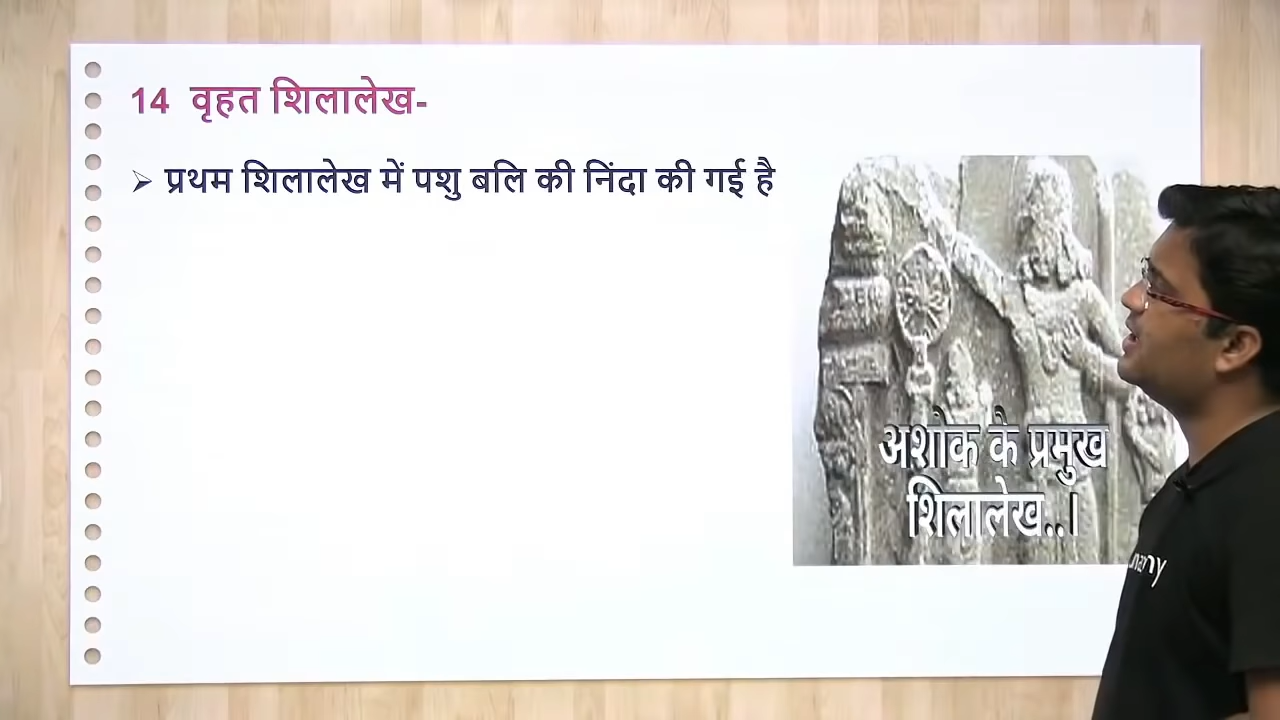 14 वृहत शिलालेख-
➢ प्रथम शिलालेख में पशु बलि की निंदा की गई है
अशोक के प्रमुख
शिलालेख..।